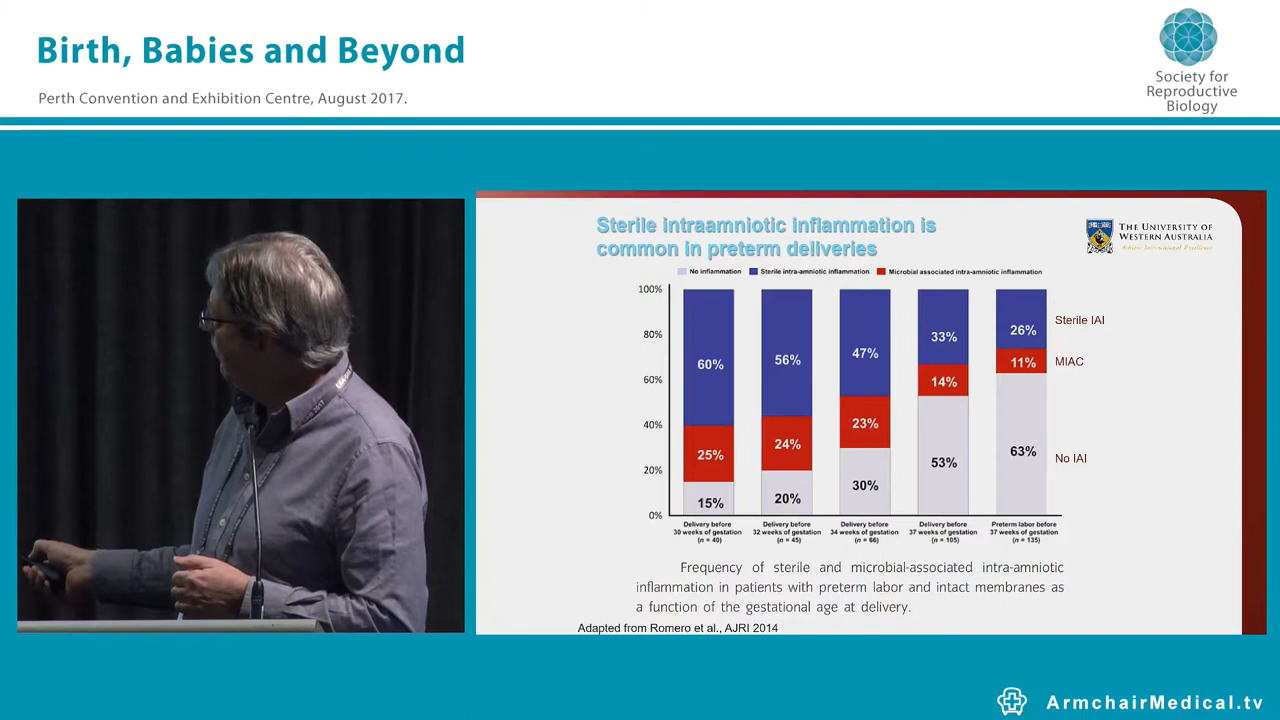 Birth, Babies and Beyond
Perth Convention and Exhibition Centre, August 2017.
Society for
Reproductive
Biology
Sterile intraamniotic inflammation is
common in preterm deliveries
THE UNIVERSITY OF
WESTERN AUSTRALIA
No inflammation Sterile intra-amniotic inflammation Microbial associated intra-amniotic inflammation
100%
80%
60%
40%
20%
0%
60%
25%
15%
56%
24%
20%
47%
23%
30%
33%
14%
53%
26%
11%
63%
Sterile IAI
MIAC
No IAI
Delivery before
30 weeks of gestation
(n = 40)
Delivery before
32 weeks of gestation
(n = 45)
Delivery before
34 weeks of gestation
(n = 66)
Delivery before
37 weeks of gestation
(n = 105)
Preterm labor before
37 weeks of gestation
(n = 135)
Frequency of sterile and microbial-associated intra-amniotic
inflammation in patients with preterm labor and intact membranes as
a function of the gestational age at delivery.
Adapted from Romero et al., AJRI 2014
ArmchairMedical.tv